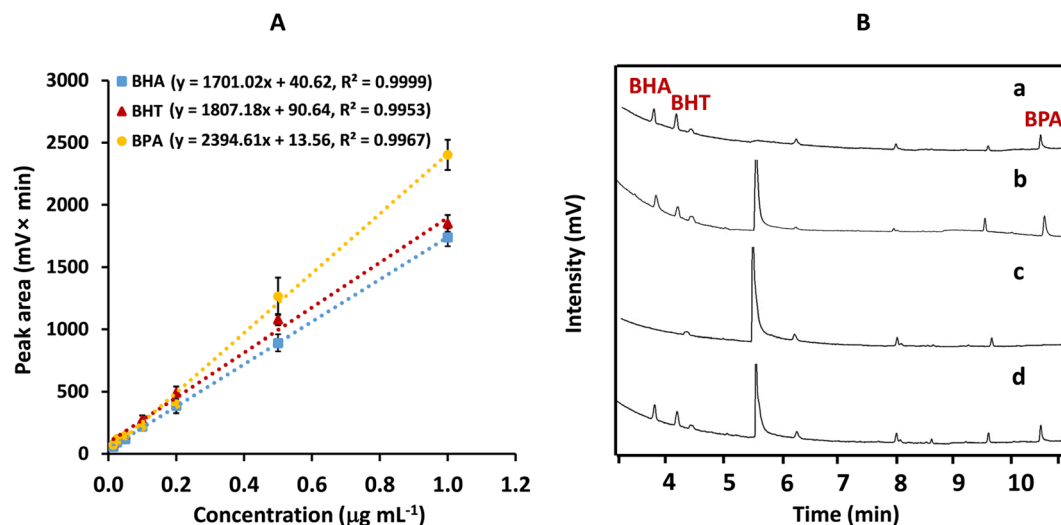 A
3000
2500
2000
1500
1000
500
0
Peak area (mV× min)
BHA (y = 1701.02x + 40.62, R² = 0.9999)
BHT (y = 1807.18x + 90.64, R² = 0.9953)
BPA (y = 2394.61x + 13.56, R² = 0.9967)
0.0 0.2 0.4 0.6 0.8 1.0 1.2
Concentration (μg mL⁻¹)
B
Intensity (mV)
BHA
BHT
BPA
a
b
c
d
4 5 6 7 8 9 10
Time (min)